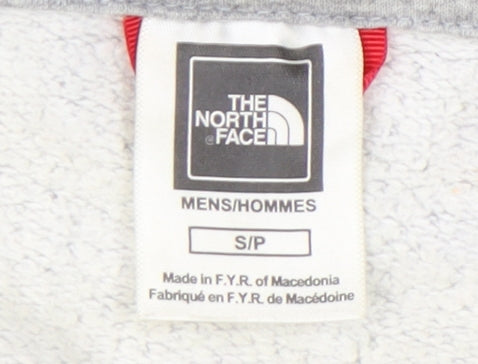 THE
NORTH
FACE
MENS/HOMMES
S/P
Made in F.Y.R. of Macedonia
Fabriqué en F.Y.R. de Macédoine